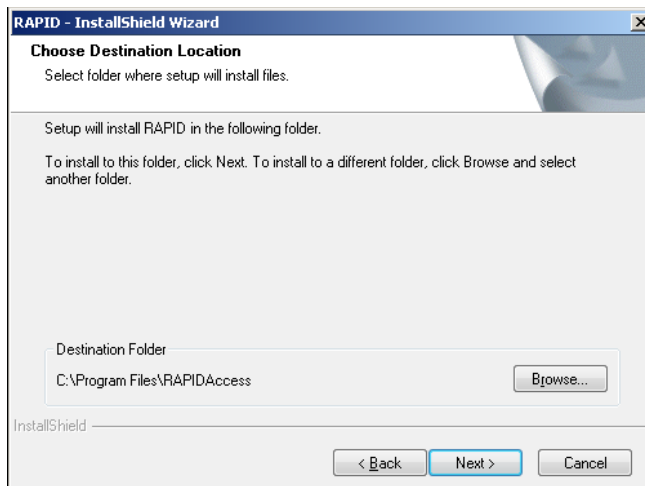 RAPID - InstallShield Wizard
Choose Destination Location
Select folder where setup will install files.
Setup will install RAPID in the following folder.
To install to this folder, click Next. To install to a different folder, click Browse and select
another folder.
Destination Folder
C:\Program Files\RAPIDAccess
Browse...
InstallShield
< Back
Next >
Cancel